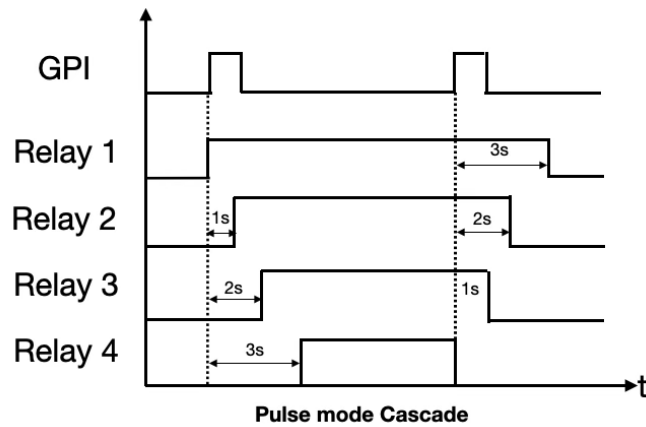 GPI
Relay 1
3s
Relay 2
1s
2s
Relay 3
2s
1s
Relay 4
3s
t
Pulse mode Cascade